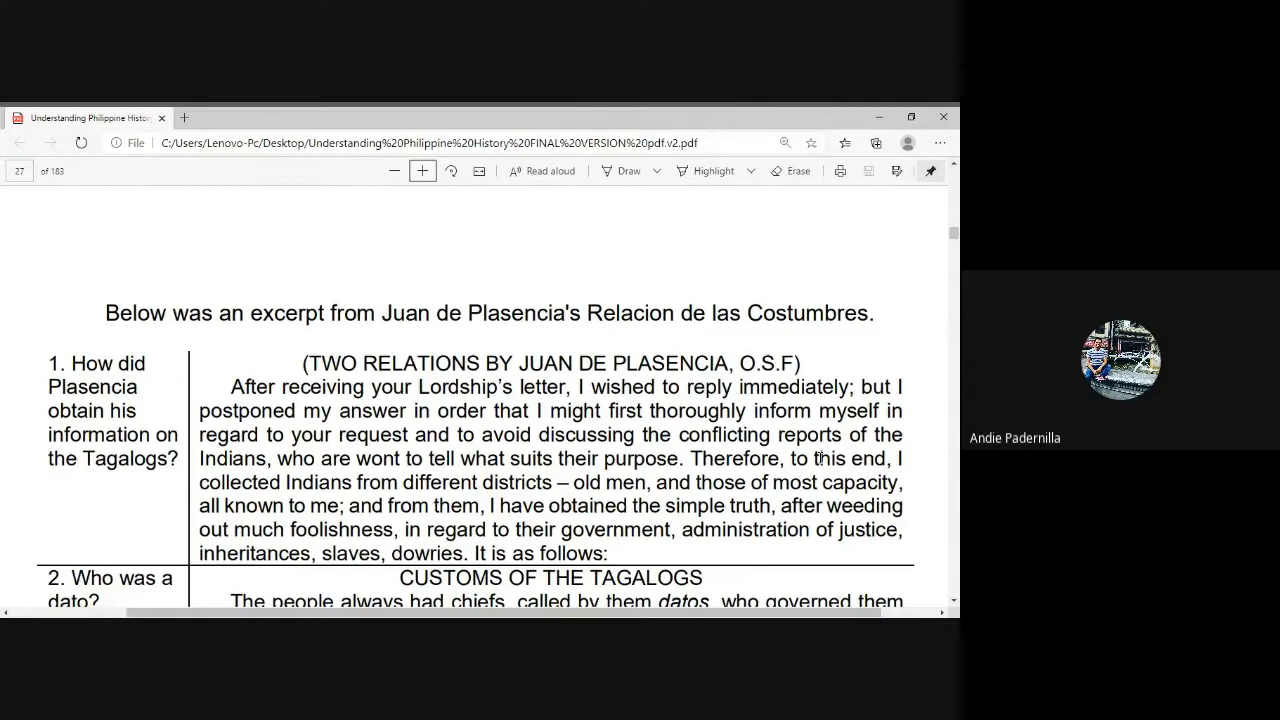 Understanding Philippine Histor
File C:/Users/Lenovo-Pc/Desktop/Understanding%20Philippine%20History%20FINAL%20VERSION%20pdf.v2.pdf
27 of 183 Read aloud Draw Highlight Erase
Below was an excerpt from Juan de Plasencia's Relacion de las Costumbres.
1. How did
Plasencia
obtain his
information on
the Tagalogs?
(TWO RELATIONS BY JUAN DE PLASENCIA, O.S.F)
After receiving your Lordship's letter, I wished to reply immediately; but I
postponed my answer in order that I might first thoroughly inform myself in
regard to your request and to avoid discussing the conflicting reports of the
Indians, who are wont to tell what suits their purpose. Therefore, to this end, I
collected Indians from different districts – old men, and those of most capacity,
all known to me; and from them, I have obtained the simple truth, after weeding
out much foolishness, in regard to their government, administration of justice,
inheritances, slaves, dowries. It is as follows:
2. Who was a
dato?
CUSTOMS OF THE TAGALOGS
The people always had chiefs, called by them datos, who governed them
Andie Padernilla